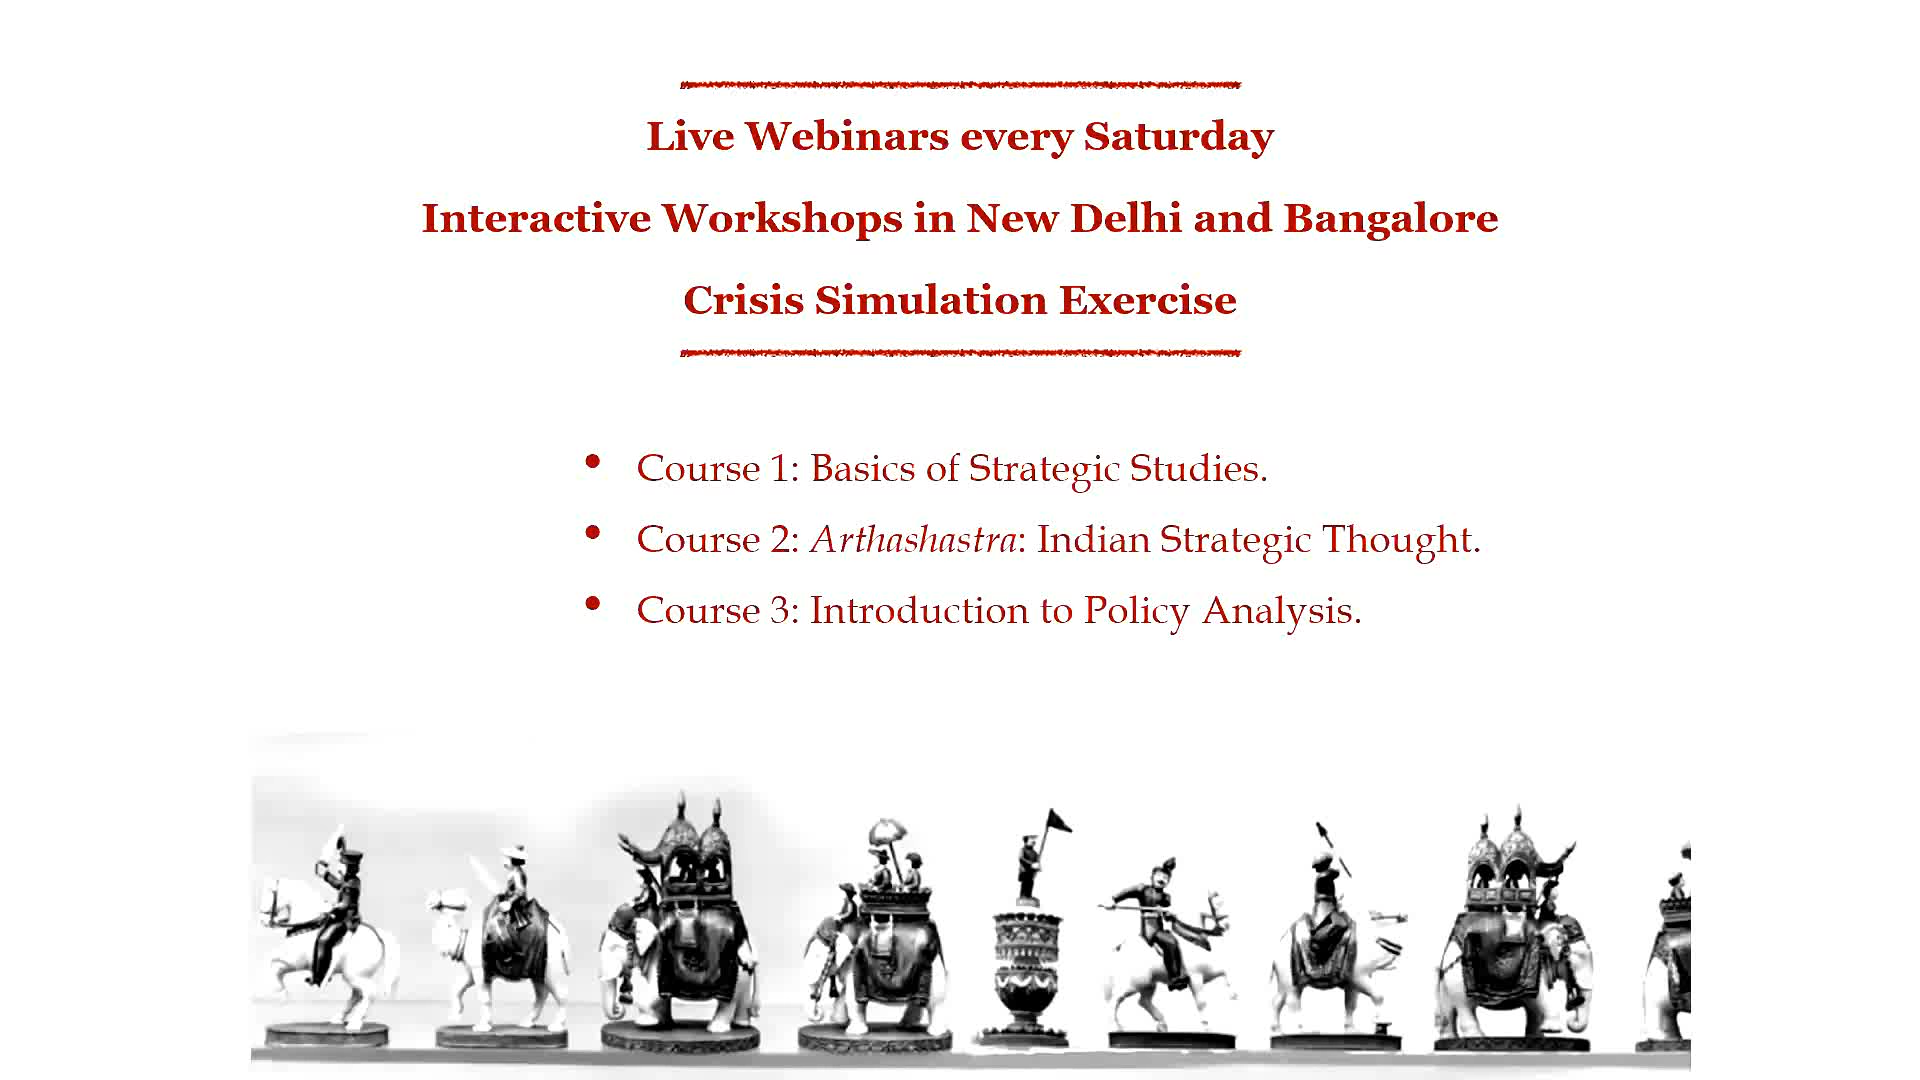 Live Webinars every Saturday
Interactive Workshops in New Delhi and Bangalore
Crisis Simulation Exercise
• Course 1: Basics of Strategic Studies.
• Course 2: Arthashastra: Indian Strategic Thought.
• Course 3: Introduction to Policy Analysis.